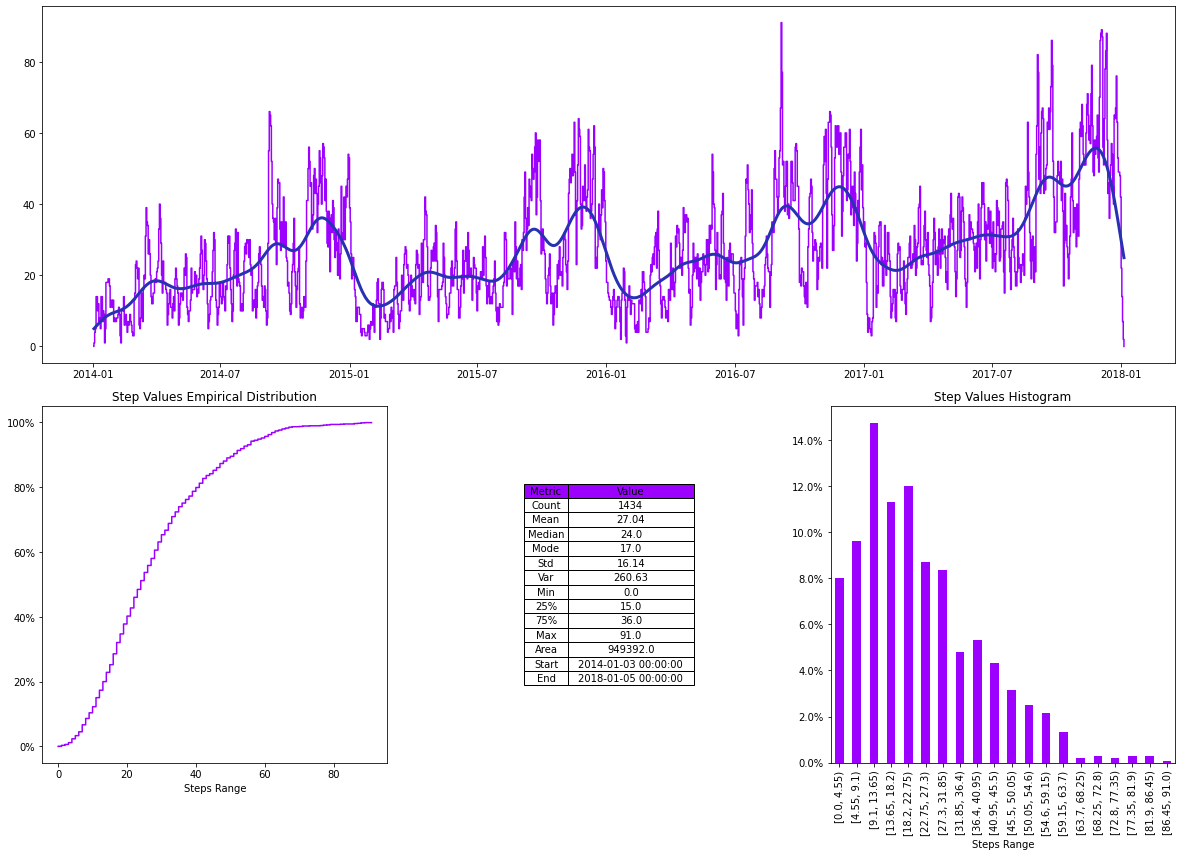 80
60
40
20
0
2014-01 2014-07 2015-01 2015-07 2016-01 2016-07 2017-01 2017-07 2018-01
Step Values Empirical Distribution
100%
80%
60%
40%
20%
0%
0 20 40 60 80
Steps Range
Metric Value
Count 1434
Mean 27.04
Median 24.0
Mode 17.0
Std 16.14
Var 260.63
Min 0.0
25% 15.0
75% 36.0
Max 91.0
Area 949392.0
Start 2014-01-03 00:00:00
End 2018-01-05 00:00:00
Step Values Histogram
14.0%
12.0%
10.0%
8.0%
6.0%
4.0%
2.0%
0.0%
[0.0, 4.55)
[4.55, 9.1)
[9.1, 13.65)
[13.65, 18.2)
[18.2, 22.75)
[22.75, 27.3)
[27.3, 31.85)
[31.85, 36.4)
[36.4, 40.95)
[40.95, 45.5)
[45.5, 50.05)
[50.05, 54.6)
[54.6, 59.15)
[59.15, 63.7)
[63.7, 68.25)
[68.25, 72.8)
[72.8, 77.35)
[77.35, 81.9)
[81.9, 86.45)
[86.45, 91.0)
Steps Range